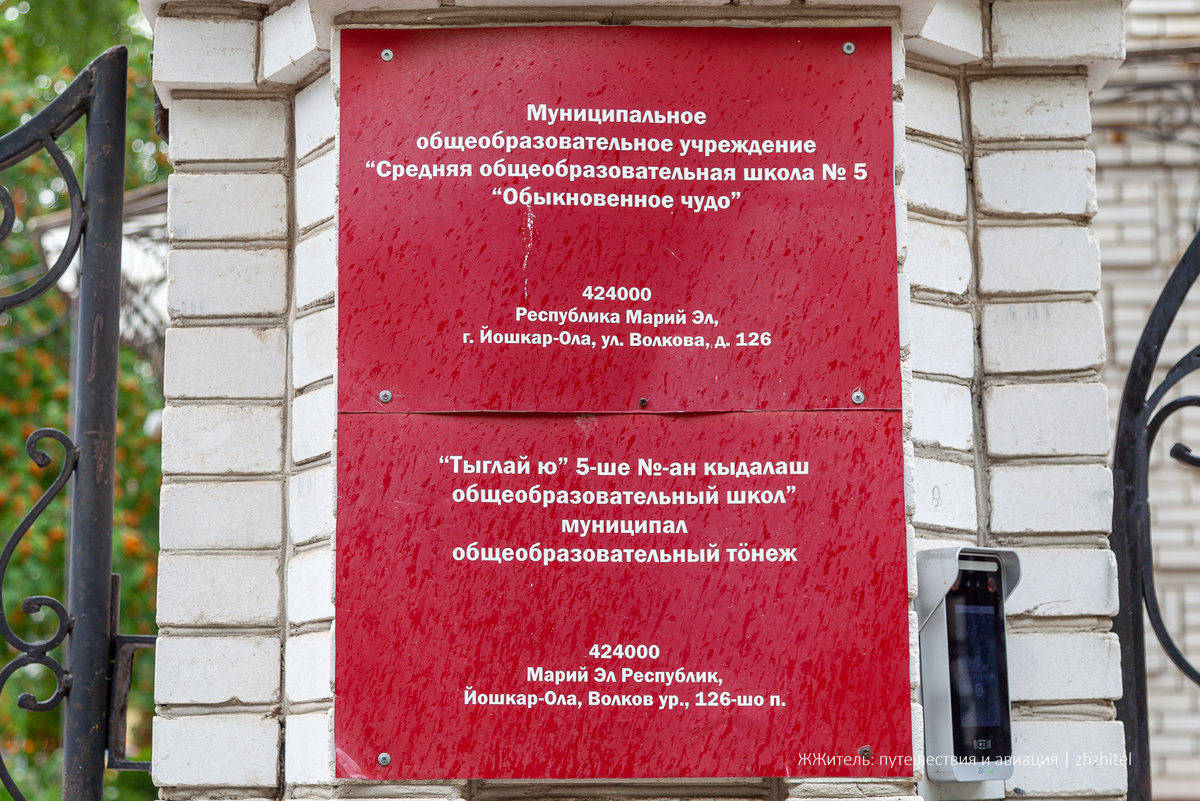 Муниципальное
общеобразовательное учреждение
“Средняя общеобразовательная школа № 5
“Обыкновенное чудо”
424000
Республика Марий Эл,
г. Йошкар-Ола, ул. Волкова, д. 126
“Тыглай ю” 5-ше №-ан кыдалаш
общеобразовательный школ”
муниципал
общеобразовательный тӧнеж
424000
Марий Эл Республик,
Йошкар-Ола, Волков ур., 126-шо п.
ЖЖитель: путешествия и авиация | zhzhitel